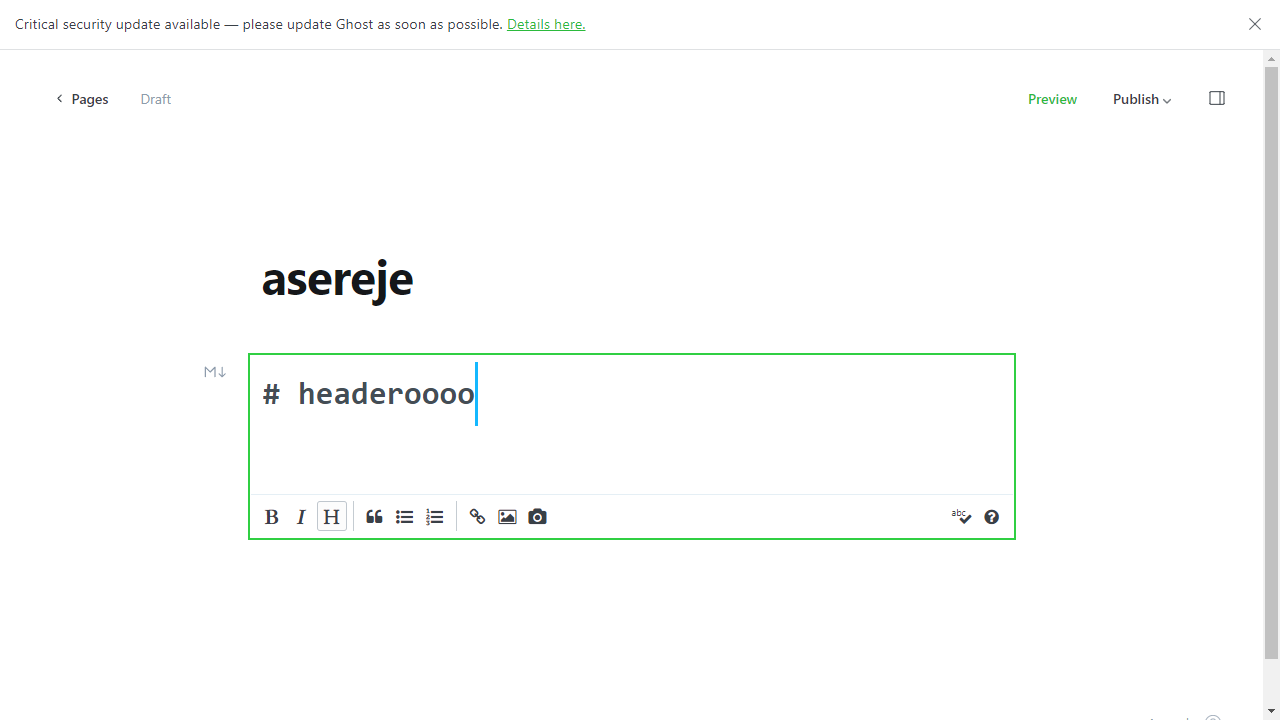 Critical security update available — please update Ghost as soon as possible. Details here.
Pages
Draft
Preview
Publish
asereje
M↓
# headeroooo
B I H
abc